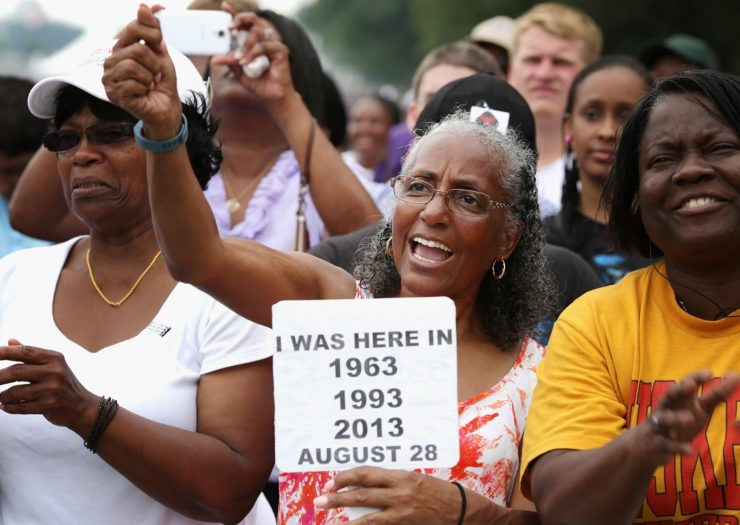 I WAS HERE IN
1963
1993
2013
AUGUST 28